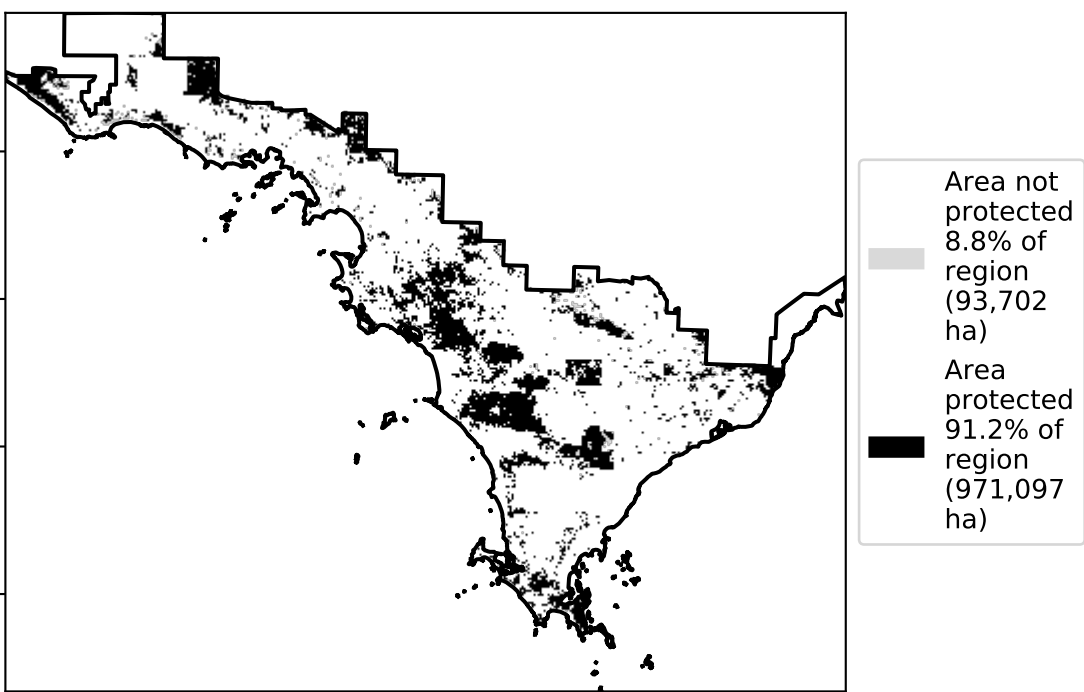 Area not
protected
8.8% of
region
(93,702
ha)
Area
protected
91.2% of
region
(971,097
ha)